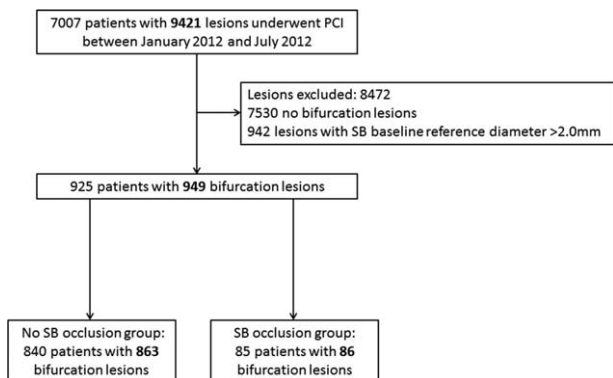 7007 patients with 9421 lesions underwent PCI
between January 2012 and July 2012
Lesions excluded: 8472
7530 no bifurcation lesions
942 lesions with SB baseline reference diameter >2.0mm
925 patients with 949 bifurcation lesions
No SB occlusion group:
840 patients with 863
bifurcation lesions
SB occlusion group:
85 patients with 86
bifurcation lesions